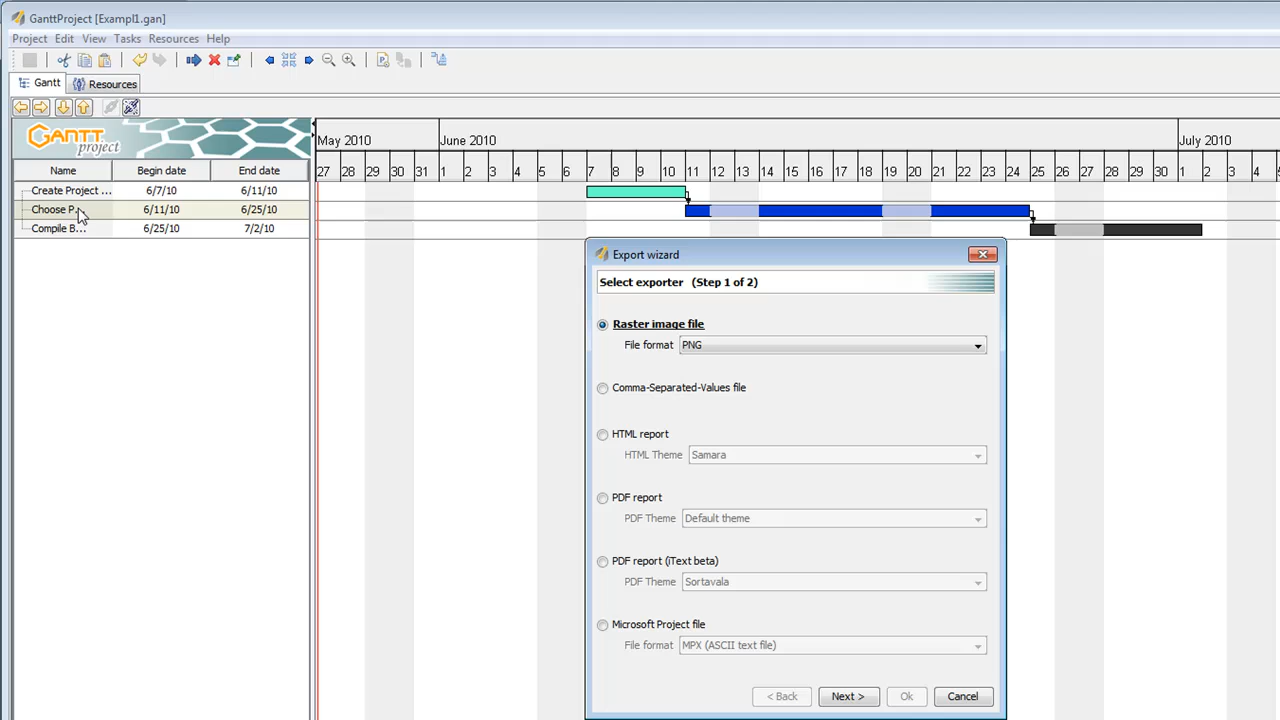 GanttProject [Exampl1.gan]
Project Edit View Tasks Resources Help
Gantt Resources
GANTT project
May 2010 June 2010 July 2010
Name Begin date End date
27 28 29 30 31 1 2 3 4 5 6 7 8 9 10 11 12 13 14 15 16 17 18 19 20 21 22 23 24 25 26 27 28 29 30 1 2 3 4 5
Create Project ... 6/7/10 6/11/10
Choose P... 6/11/10 6/25/10
Compile B... 6/25/10 7/2/10
Export wizard
Select exporter (Step 1 of 2)
Raster image file
File format PNG
Comma-Separated-Values file
HTML report
HTML Theme Samara
PDF report
PDF Theme Default theme
PDF report (iText beta)
PDF Theme Sortavala
Microsoft Project file
File format MPX (ASCII text file)
< Back Next > Ok Cancel